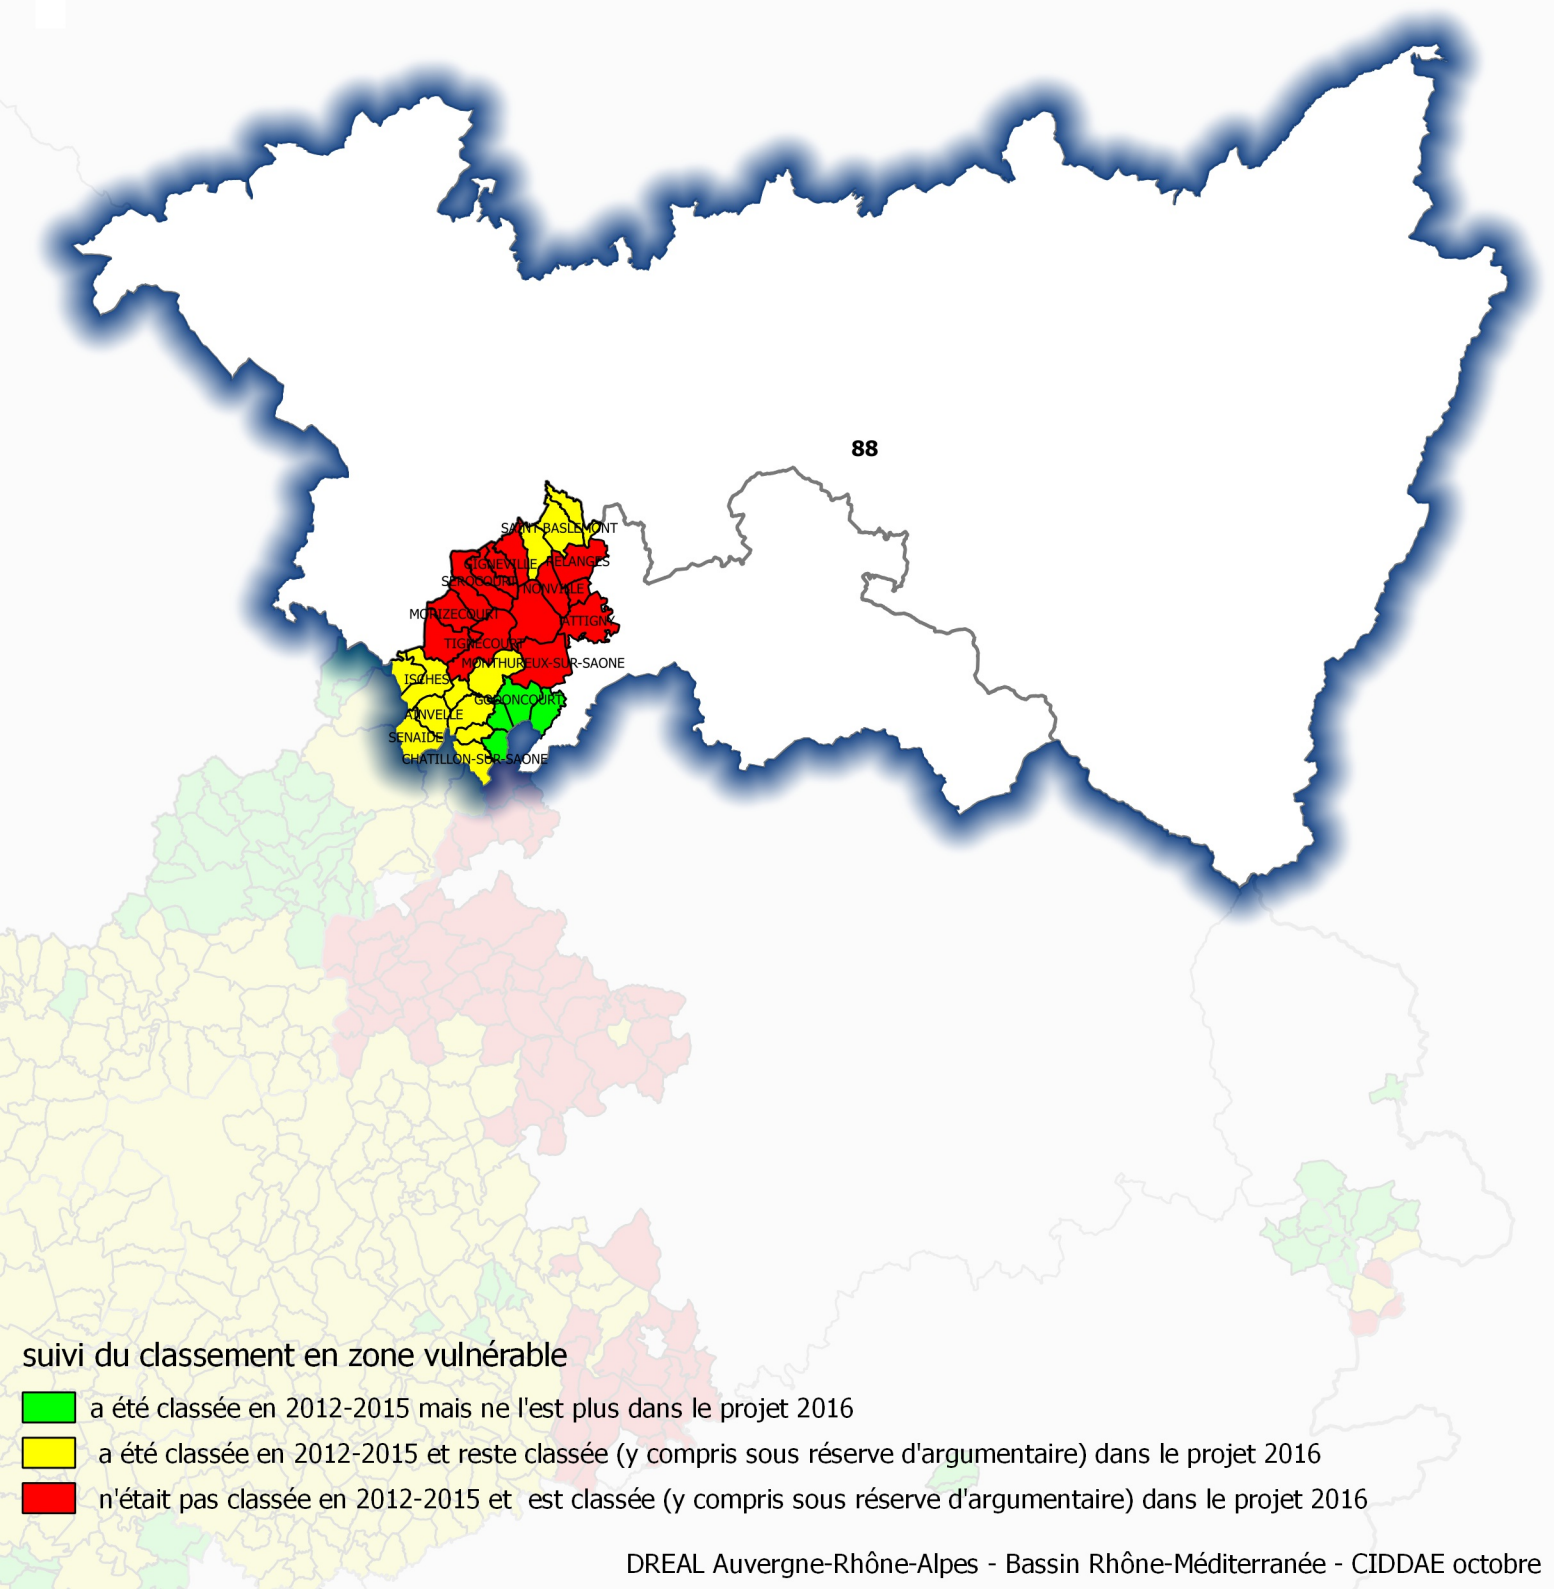 88
SAINT-BASLEMONT
RELANGES
GIGNEVILLE
SEROCOURT
NONVILLE
MORIZECOURT
ATTIGNY
TIGNECOURT
MONTHUREUX-SUR-SAONE
ISCHES
GODONCOURT
AINVELLE
SENAIDE
CHATILLON-SUR-SAONE
suivi du classement en zone vulnérable
a été classée en 2012-2015 mais ne l'est plus dans le projet 2016
a été classée en 2012-2015 et reste classée (y compris sous réserve d'argumentaire) dans le projet 2016
n'était pas classée en 2012-2015 et est classée (y compris sous réserve d'argumentaire) dans le projet 2016
DREAL Auvergne-Rhône-Alpes - Bassin Rhône-Méditerranée - CIDDAE octobre